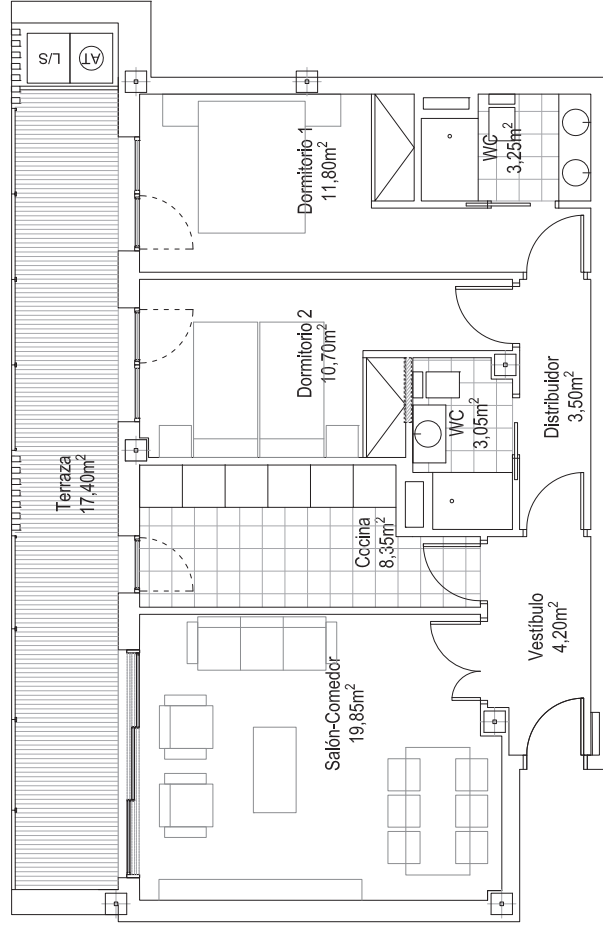 L/S
AT
Terraza
17,40m²
Dormitorio 1
11,80m²
WC
3,25m²
Dormitorio 2
10,70m²
WC
3,05m²
Distribuidor
3,50m²
Cocina
8,35m²
Vestíbulo
4,20m²
Salón-Comedor
19,85m²